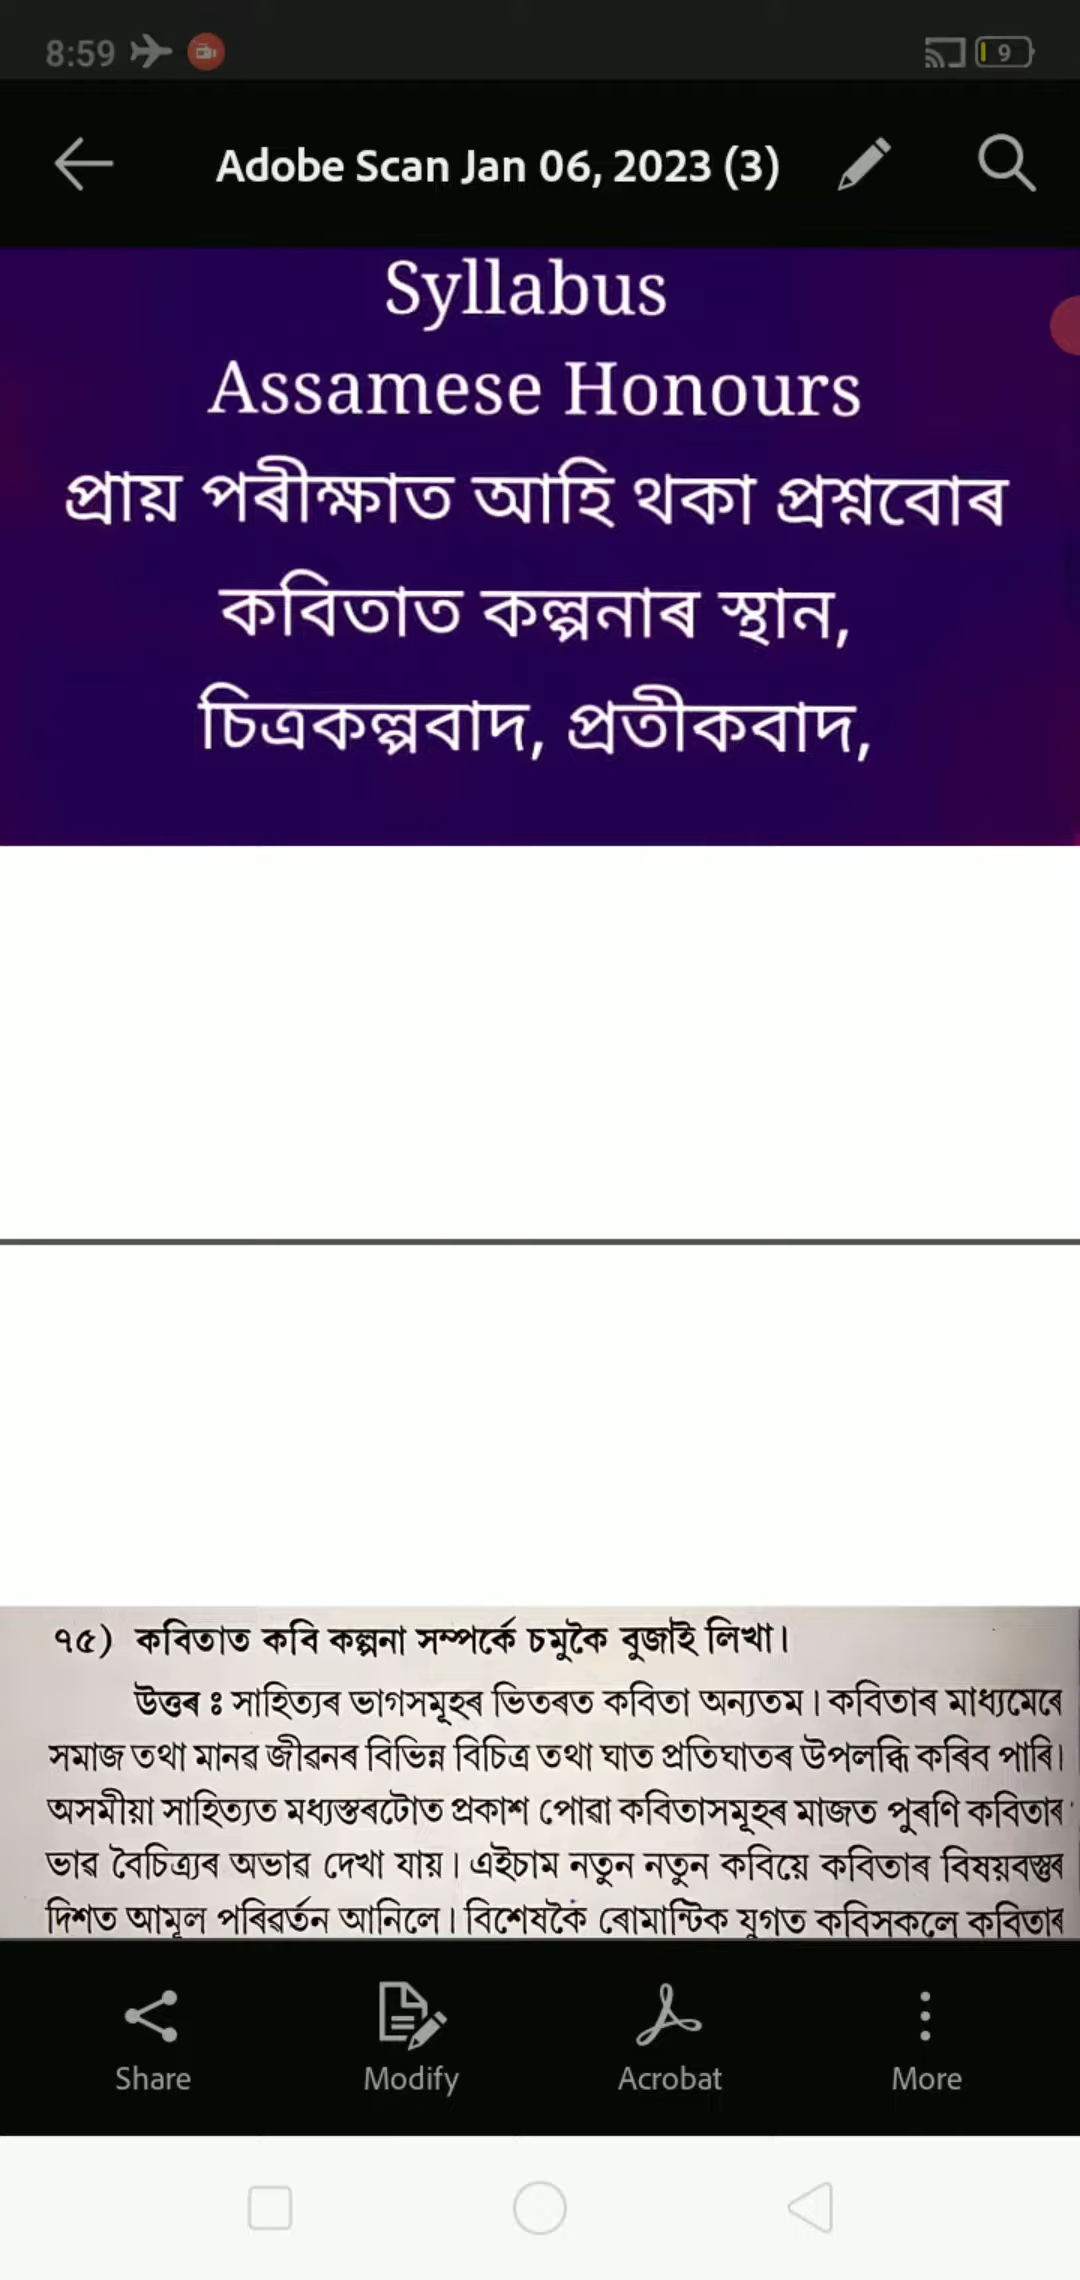 8:59
9
Adobe Scan Jan 06, 2023 (3)
Syllabus
Assamese Honours
প্ৰায় পৰীক্ষাত আহি থকা প্ৰশ্নবোৰ
কবিতাত কল্পনাৰ স্থান,
চিত্ৰকল্পবাদ, প্ৰতীকবাদ,
৭৫) কবিতাত কবি কল্পনা সম্পৰ্কে চমুকৈ বুজাই লিখা।
উত্তৰ ঃ সাহিত্যৰ ভাগসমূহৰ ভিতৰত কবিতা অন্যতম। কবিতাৰ মাধ্যমেৰে
সমাজ তথা মানৱ জীৱনৰ বিভিন্ন বিচিত্ৰ তথা ঘাত প্ৰতিঘাতৰ উপলব্ধি কৰিব পাৰি।
অসমীয়া সাহিত্যত মধ্যস্তৰটোত প্ৰকাশ পোৱা কবিতাসমূহৰ মাজত পুৰণি কবিতাৰ
ভাৱ বৈচিত্ৰ্যৰ অভাৱ দেখা যায়। এইচাম নতুন নতুন কবিয়ে কবিতাৰ বিষয়বস্তুৰ
দিশত আমূল পৰিৱৰ্তন আনিলে। বিশেষকৈ ৰোমান্টিক যুগত কবিসকলে কবিতাৰ
Share
Modify
Acrobat
More